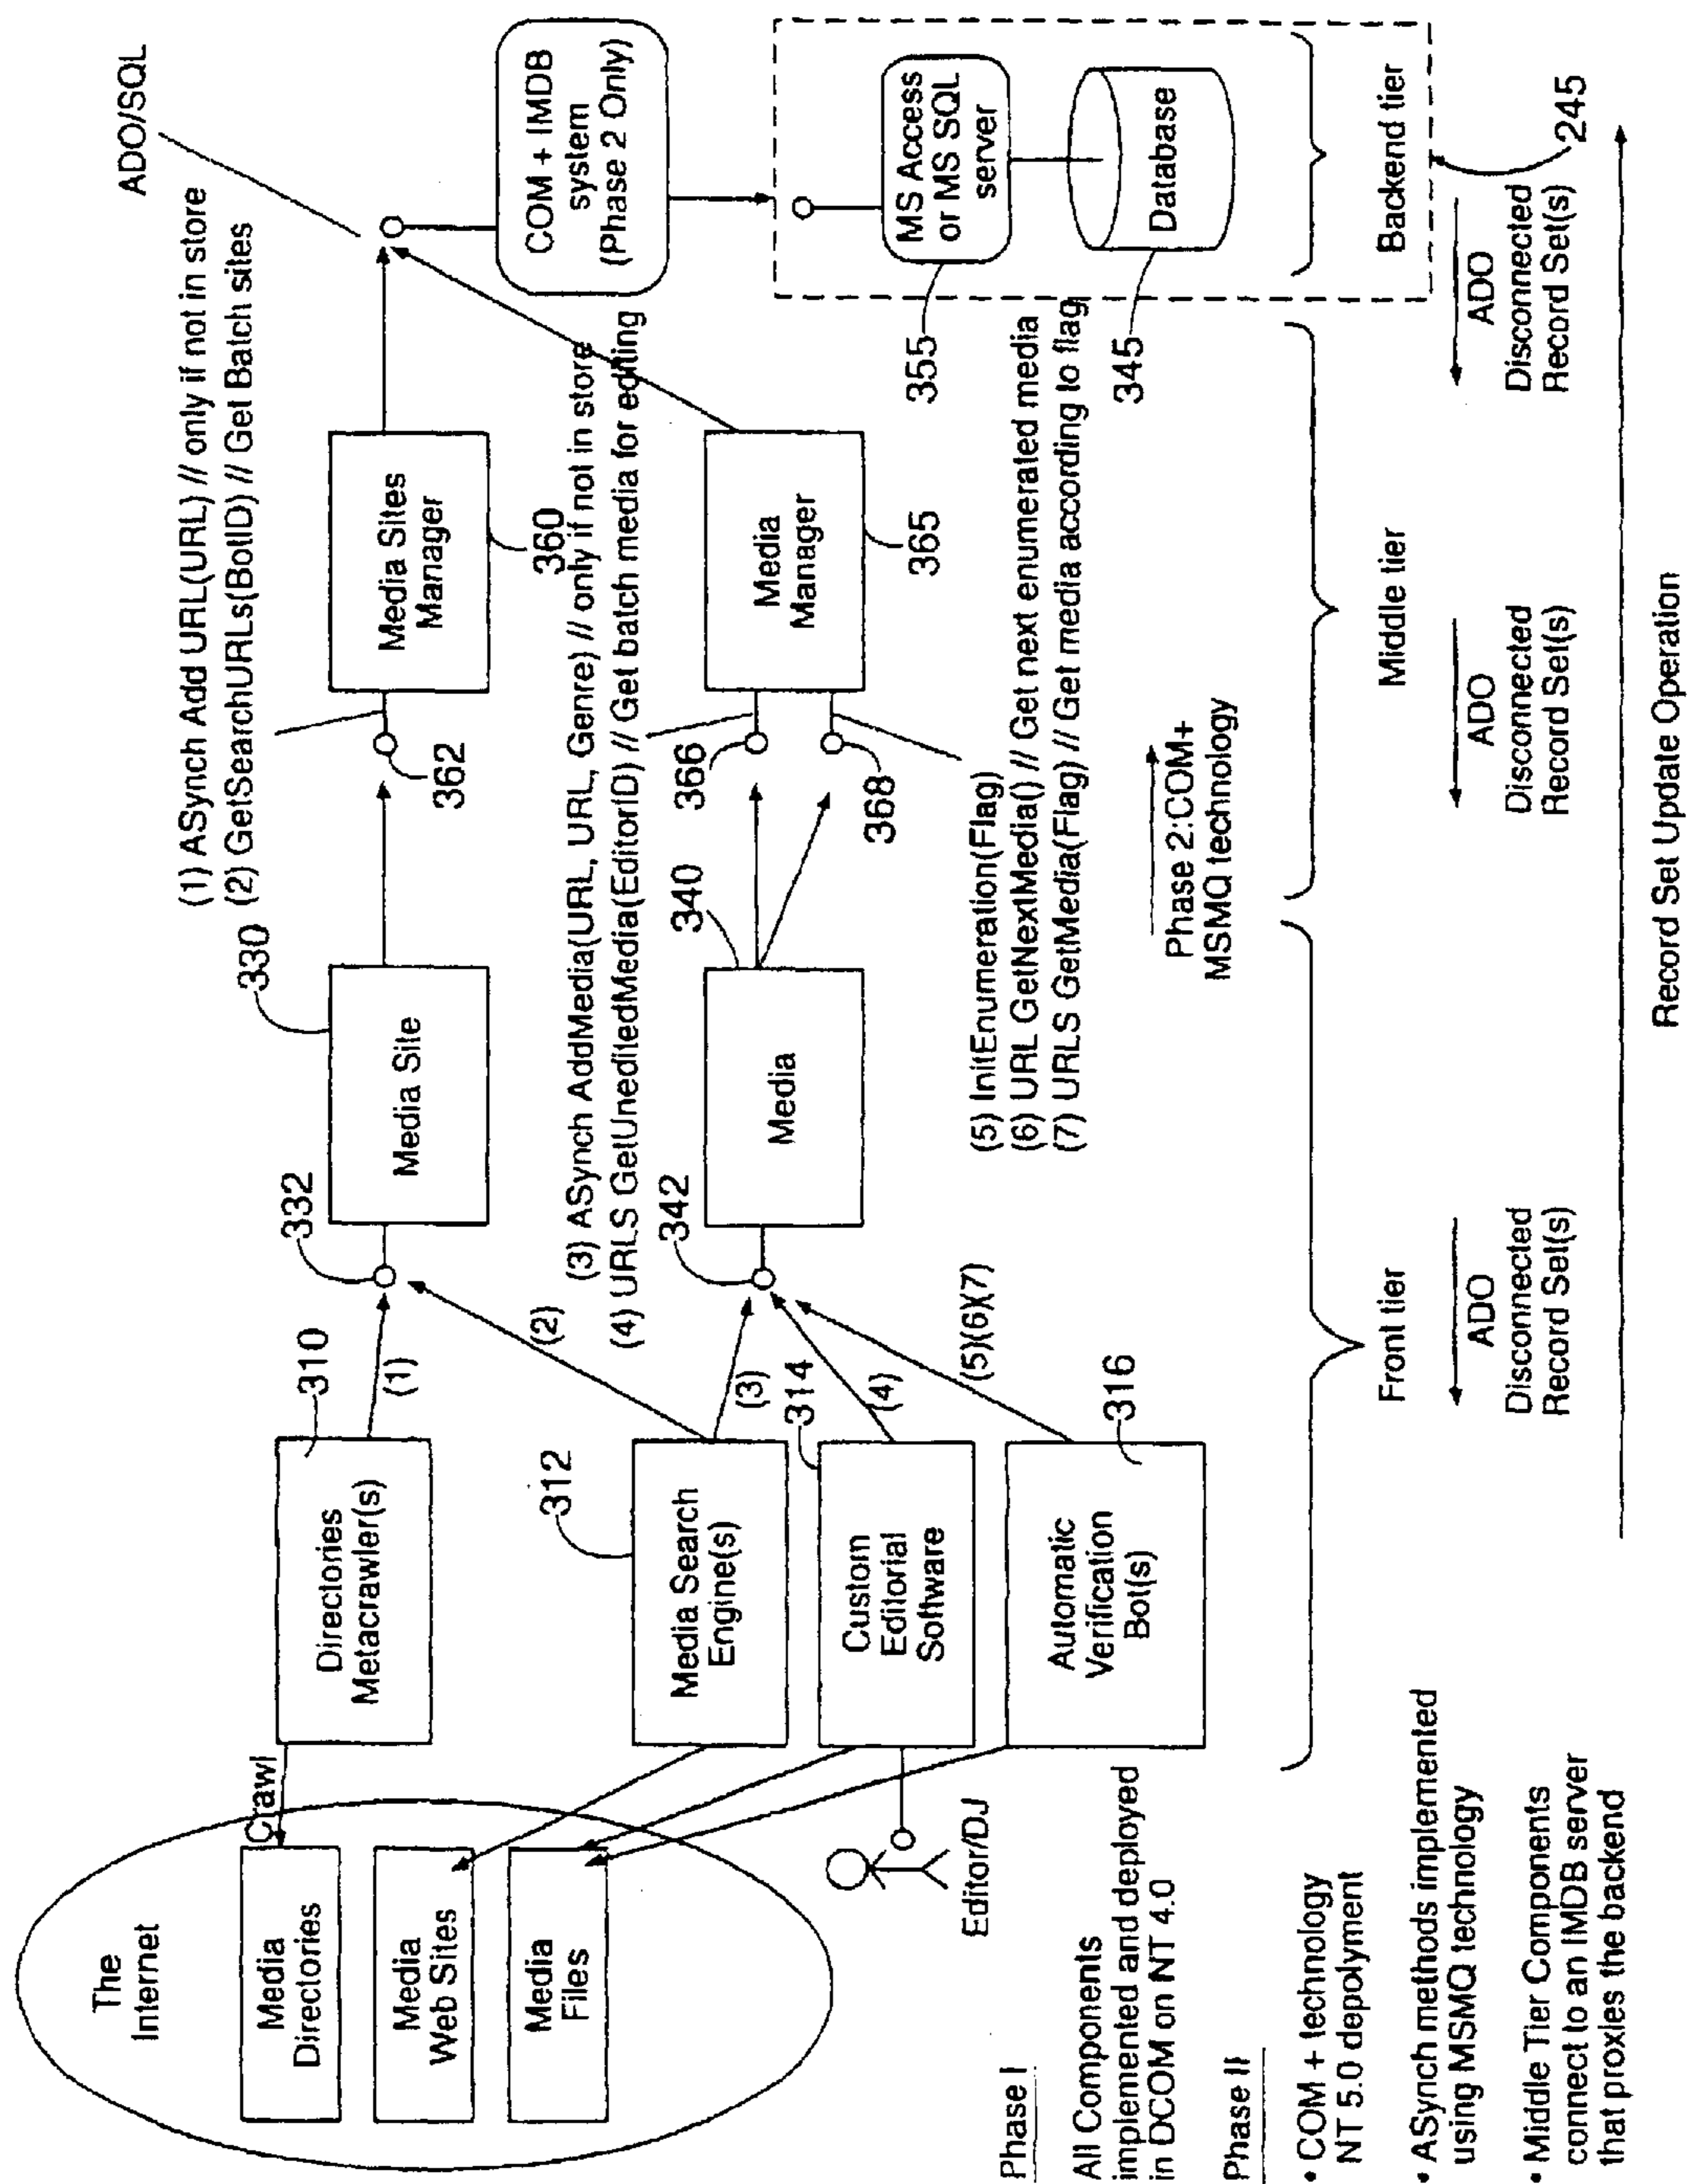 The
Internet
Media
Directories
Media
Web Sites
Media
Files
Crawl
Editor/DJ
Directories
Metacrawler(s)
310
Media Search
Engine(s)
312
Custom
Editorial
Software
314
Automatic
Verification
Bot(s)
316
(1)
(2)
(3)
(4)
(5)(6)(7)
332
342
Media Site
330
Media
340
(1) ASynch Add URL(URL) // only if not in store
(2) GetSearchURLs(BotID) // Get Batch sites
(3) ASynch AddMedia(URL, URL, Genre) // only if not in store
(4) URLS GetUneditedMedia(EditorID) // Get batch media for editing
(5) InitEnumeration(Flag)
(6) URL GetNextMedia() // Get next enumerated media
(7) URLS GetMedia(Flag) // Get media according to flag
362
366
368
Media Sites
Manager
360
Media
Manager
365
Phase 2:COM+
MSMQ technology
ADO/SQL
COM + IMDB
system
(Phase 2 Only)
MS Access
or MS SQL
server
355
Database
345
Backend tier
245
Front tier
Middle tier
ADO
Disconnected
Record Set(s)
ADO
Disconnected
Record Set(s)
ADO
Disconnected
Record Set(s)
Record Set Update Operation
Phase I
All Components
implemented and deployed
in DCOM on NT 4.0
Phase II
• COM + technology
NT 5.0 depolyment
• ASynch methods implemented
using MSMQ technology
• Middle Tier Components
connect to an IMDB server
that proxies the backend